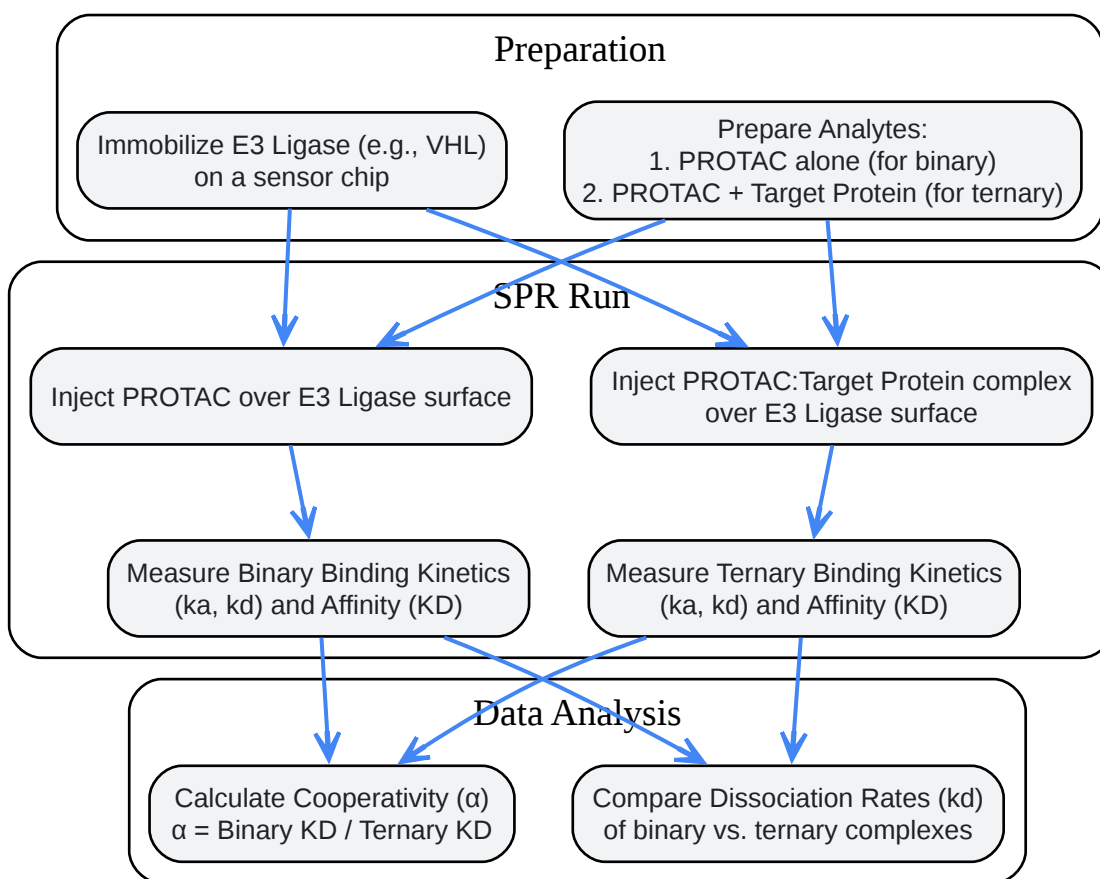 Preparation
Immobilize E3 Ligase (e.g., VHL)
on a sensor chip
Prepare Analytes:
1. PROTAC alone (for binary)
2. PROTAC + Target Protein (for ternary)
SPR Run
Inject PROTAC over E3 Ligase surface
Inject PROTAC:Target Protein complex
over E3 Ligase surface
Measure Binary Binding Kinetics
(ka, kd) and Affinity (KD)
Measure Ternary Binding Kinetics
(ka, kd) and Affinity (KD)
Data Analysis
Calculate Cooperativity (α)
α = Binary KD / Ternary KD
Compare Dissociation Rates (kd)
of binary vs. ternary complexes